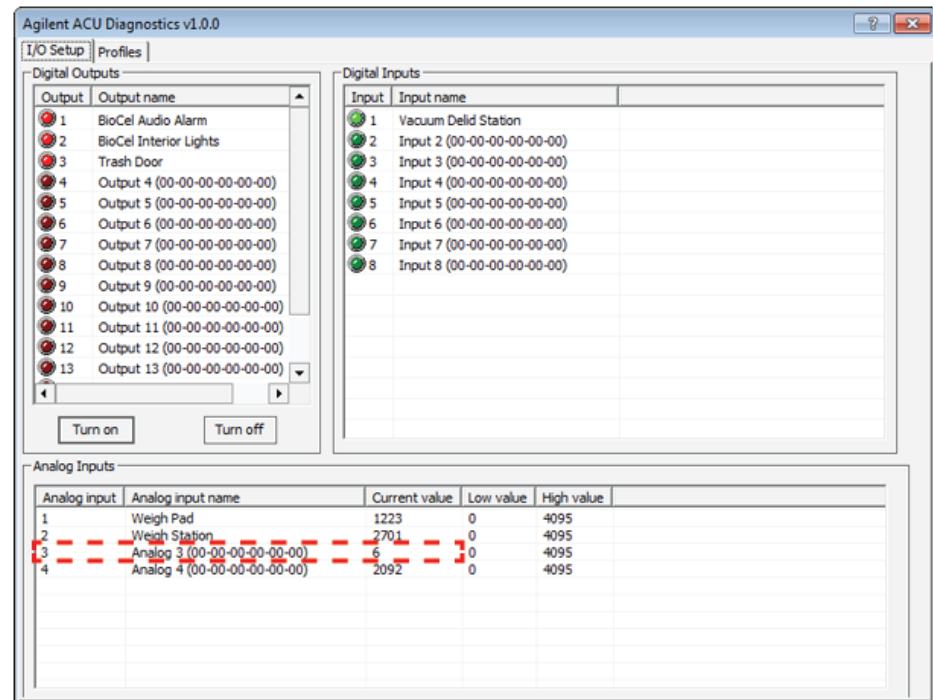 Agilent ACU Diagnostics v1.0.0
I/O Setup Profiles
Digital Outputs
Output Output name
1 BioCel Audio Alarm
2 BioCel Interior Lights
3 Trash Door
4 Output 4 (00-00-00-00-00-00)
5 Output 5 (00-00-00-00-00-00)
6 Output 6 (00-00-00-00-00-00)
7 Output 7 (00-00-00-00-00-00)
8 Output 8 (00-00-00-00-00-00)
9 Output 9 (00-00-00-00-00-00)
10 Output 10 (00-00-00-00-00-00)
11 Output 11 (00-00-00-00-00-00)
12 Output 12 (00-00-00-00-00-00)
13 Output 13 (00-00-00-00-00-00)
Turn on Turn off
Digital Inputs
Input Input name
1 Vacuum Delid Station
2 Input 2 (00-00-00-00-00-00)
3 Input 3 (00-00-00-00-00-00)
4 Input 4 (00-00-00-00-00-00)
5 Input 5 (00-00-00-00-00-00)
6 Input 6 (00-00-00-00-00-00)
7 Input 7 (00-00-00-00-00-00)
8 Input 8 (00-00-00-00-00-00)
Analog Inputs
Analog input Analog input name Current value Low value High value
1 Weigh Pad 1223 0 4095
2 Weigh Station 2701 0 4095
3 Analog 3 (00-00-00-00-00-00) 6 0 4095
4 Analog 4 (00-00-00-00-00-00) 2092 0 4095